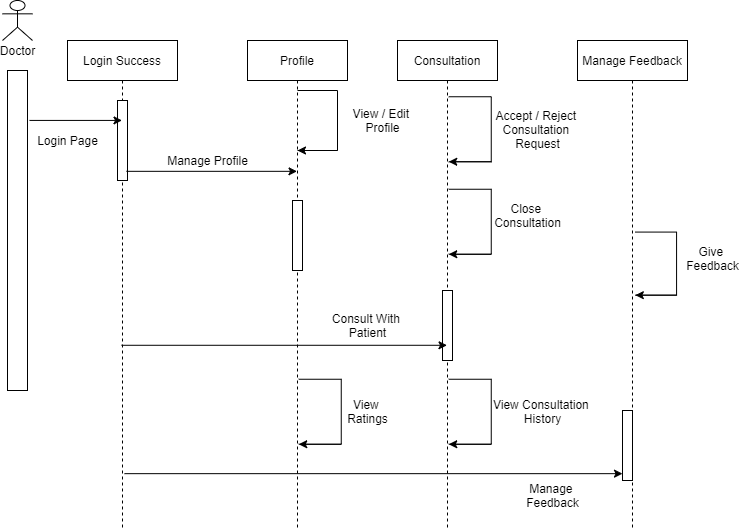 Doctor
Login Success
Profile
Consultation
Manage Feedback
View / Edit
Profile
Accept / Reject
Consultation
Request
Login Page
Manage Profile
Close
Consultation
Give
Feedback
Consult With
Patient
View
Ratings
View Consultation
History
Manage
Feedback